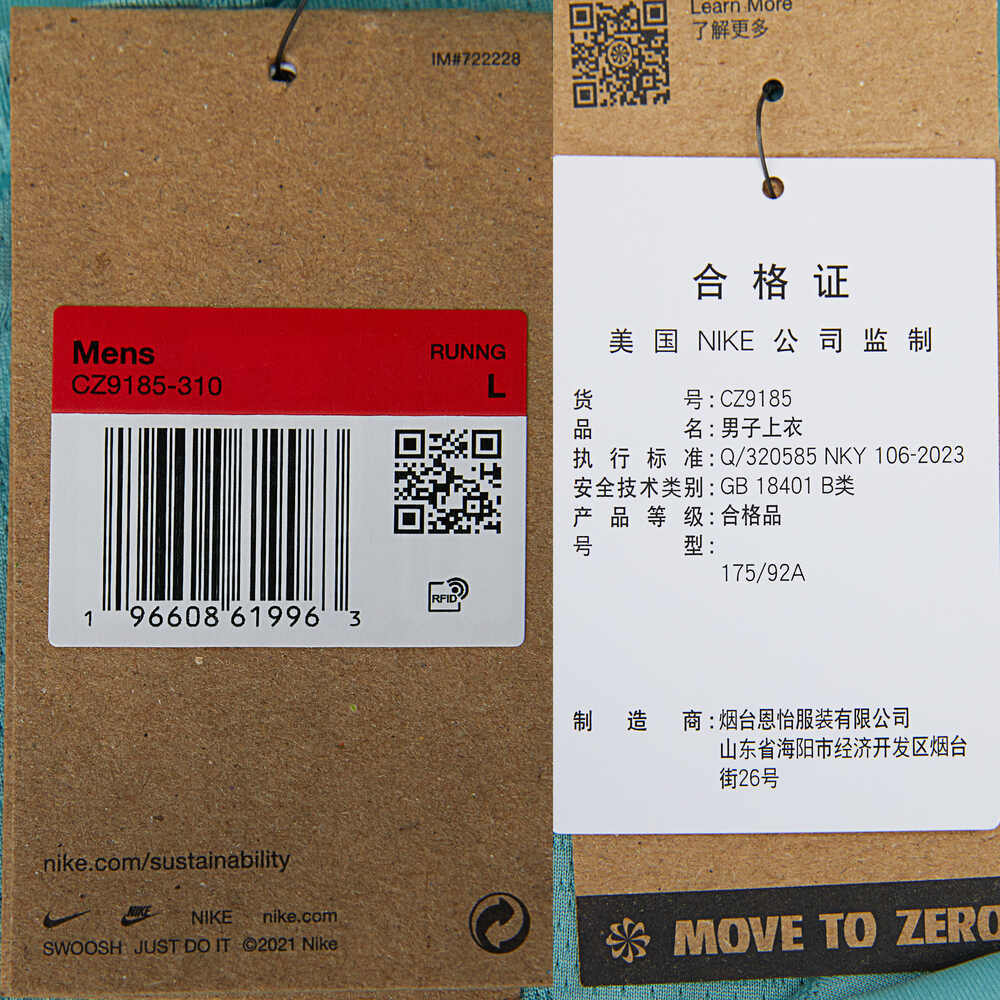 IM#722228
Mens
RUNNG
CZ9185-310
L
RFID
1 96608 61996 3
nike.com/sustainability
NIKE
NIKE
nike.com
SWOOSH JUST DO IT ©2021 Nike
Learn More
了解更多
合格证
美国 NIKE 公司监制
货号:CZ9185
品名:男子上衣
执行标准:Q/320585 NKY 106-2023
安全技术类别:GB 18401 B类
产品等级:合格品
号型:
175/92A
制造商:烟台恩怡服装有限公司
山东省海阳市经济开发区烟台
街26号
MOVE TO ZERO